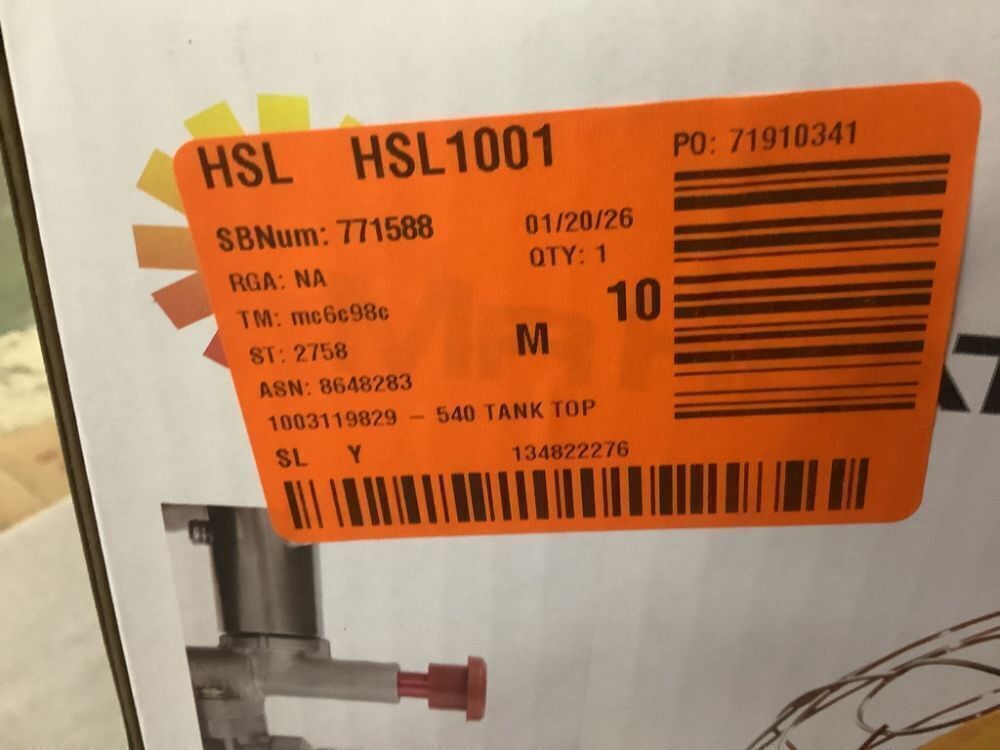 HSL HSL1001
PO: 71910341
SBNum: 771588
01/20/26
RGA: NA
QTY: 1
TM: mc6c98c
10
ST: 2758
M
ASN: 8648283
1003119829 - 540 TANK TOP
SL Y
134822276